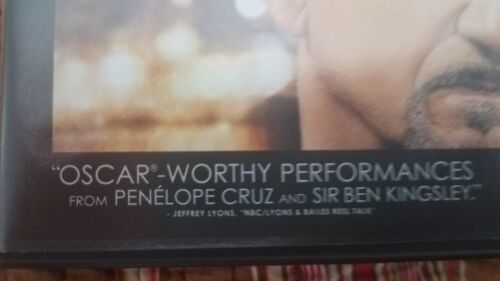 "OSCAR®-WORTHY PERFORMANCES
FROM PENÉLOPE CRUZ AND SIR BEN KINGSLEY."
- JEFFREY LYONS, "NBC/LYONS & BAILES REEL TALK"